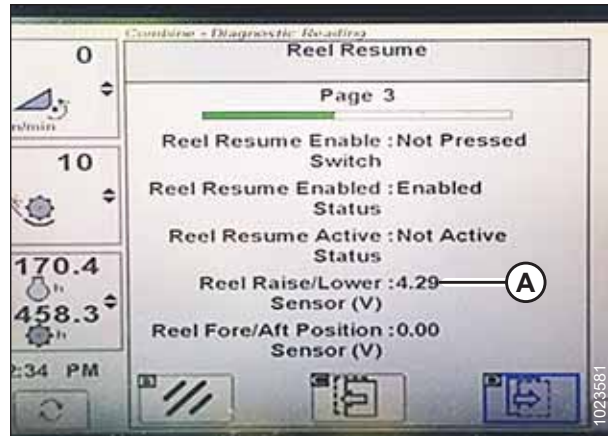 Combine - Diagnostic Reading
Reel Resume
Page 3
Reel Resume Enable :Not Pressed
Switch
Reel Resume Enabled :Enabled
Status
Reel Resume Active :Not Active
Status
Reel Raise/Lower :4.29
Sensor (V)
Reel Fore/Aft Position :0.00
Sensor (V)
0
n/min
10
170.4
h
458.3
h
2:34 PM
A
1023581